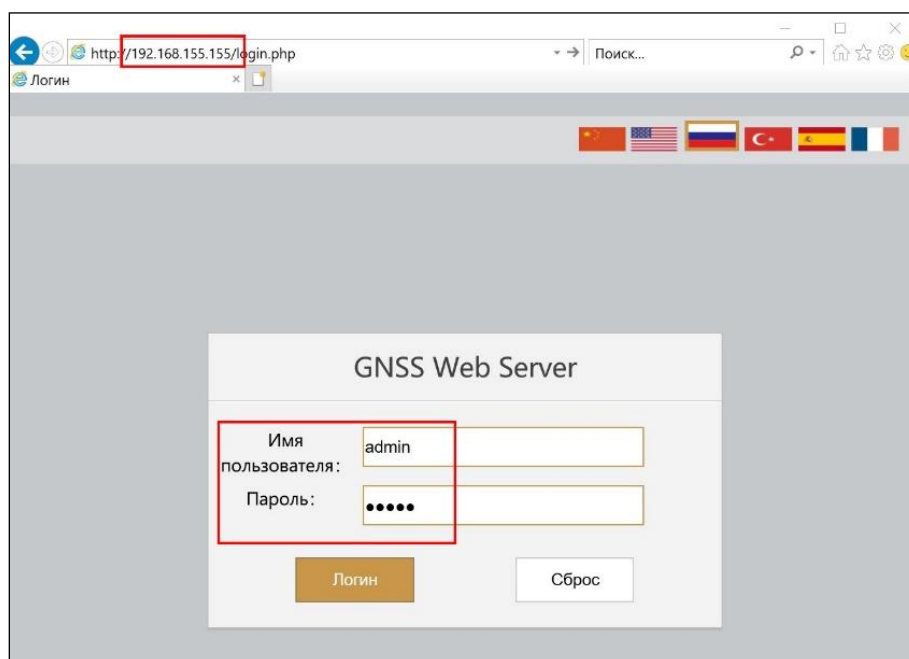 http://192.168.155.155/login.php
Поиск...
Логин
GNSS Web Server
Имя
пользователя:
admin
Пароль:
●●●●●
Логин
Сброс